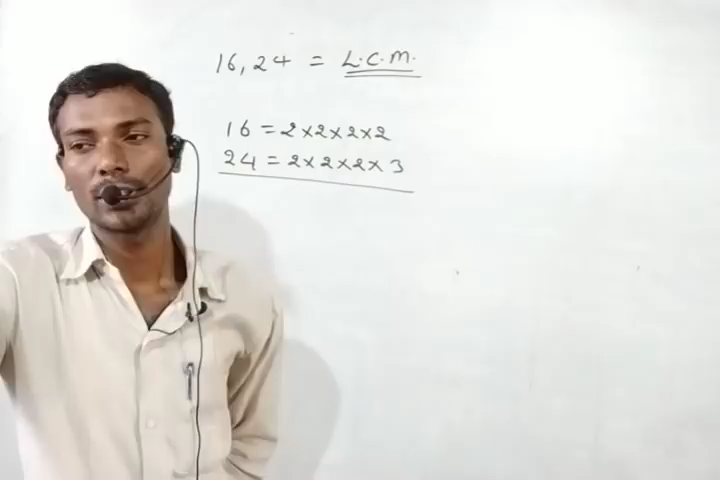 16, 24 = L.C.M.
16 = 2×2×2×2
24 = 2×2×2×3